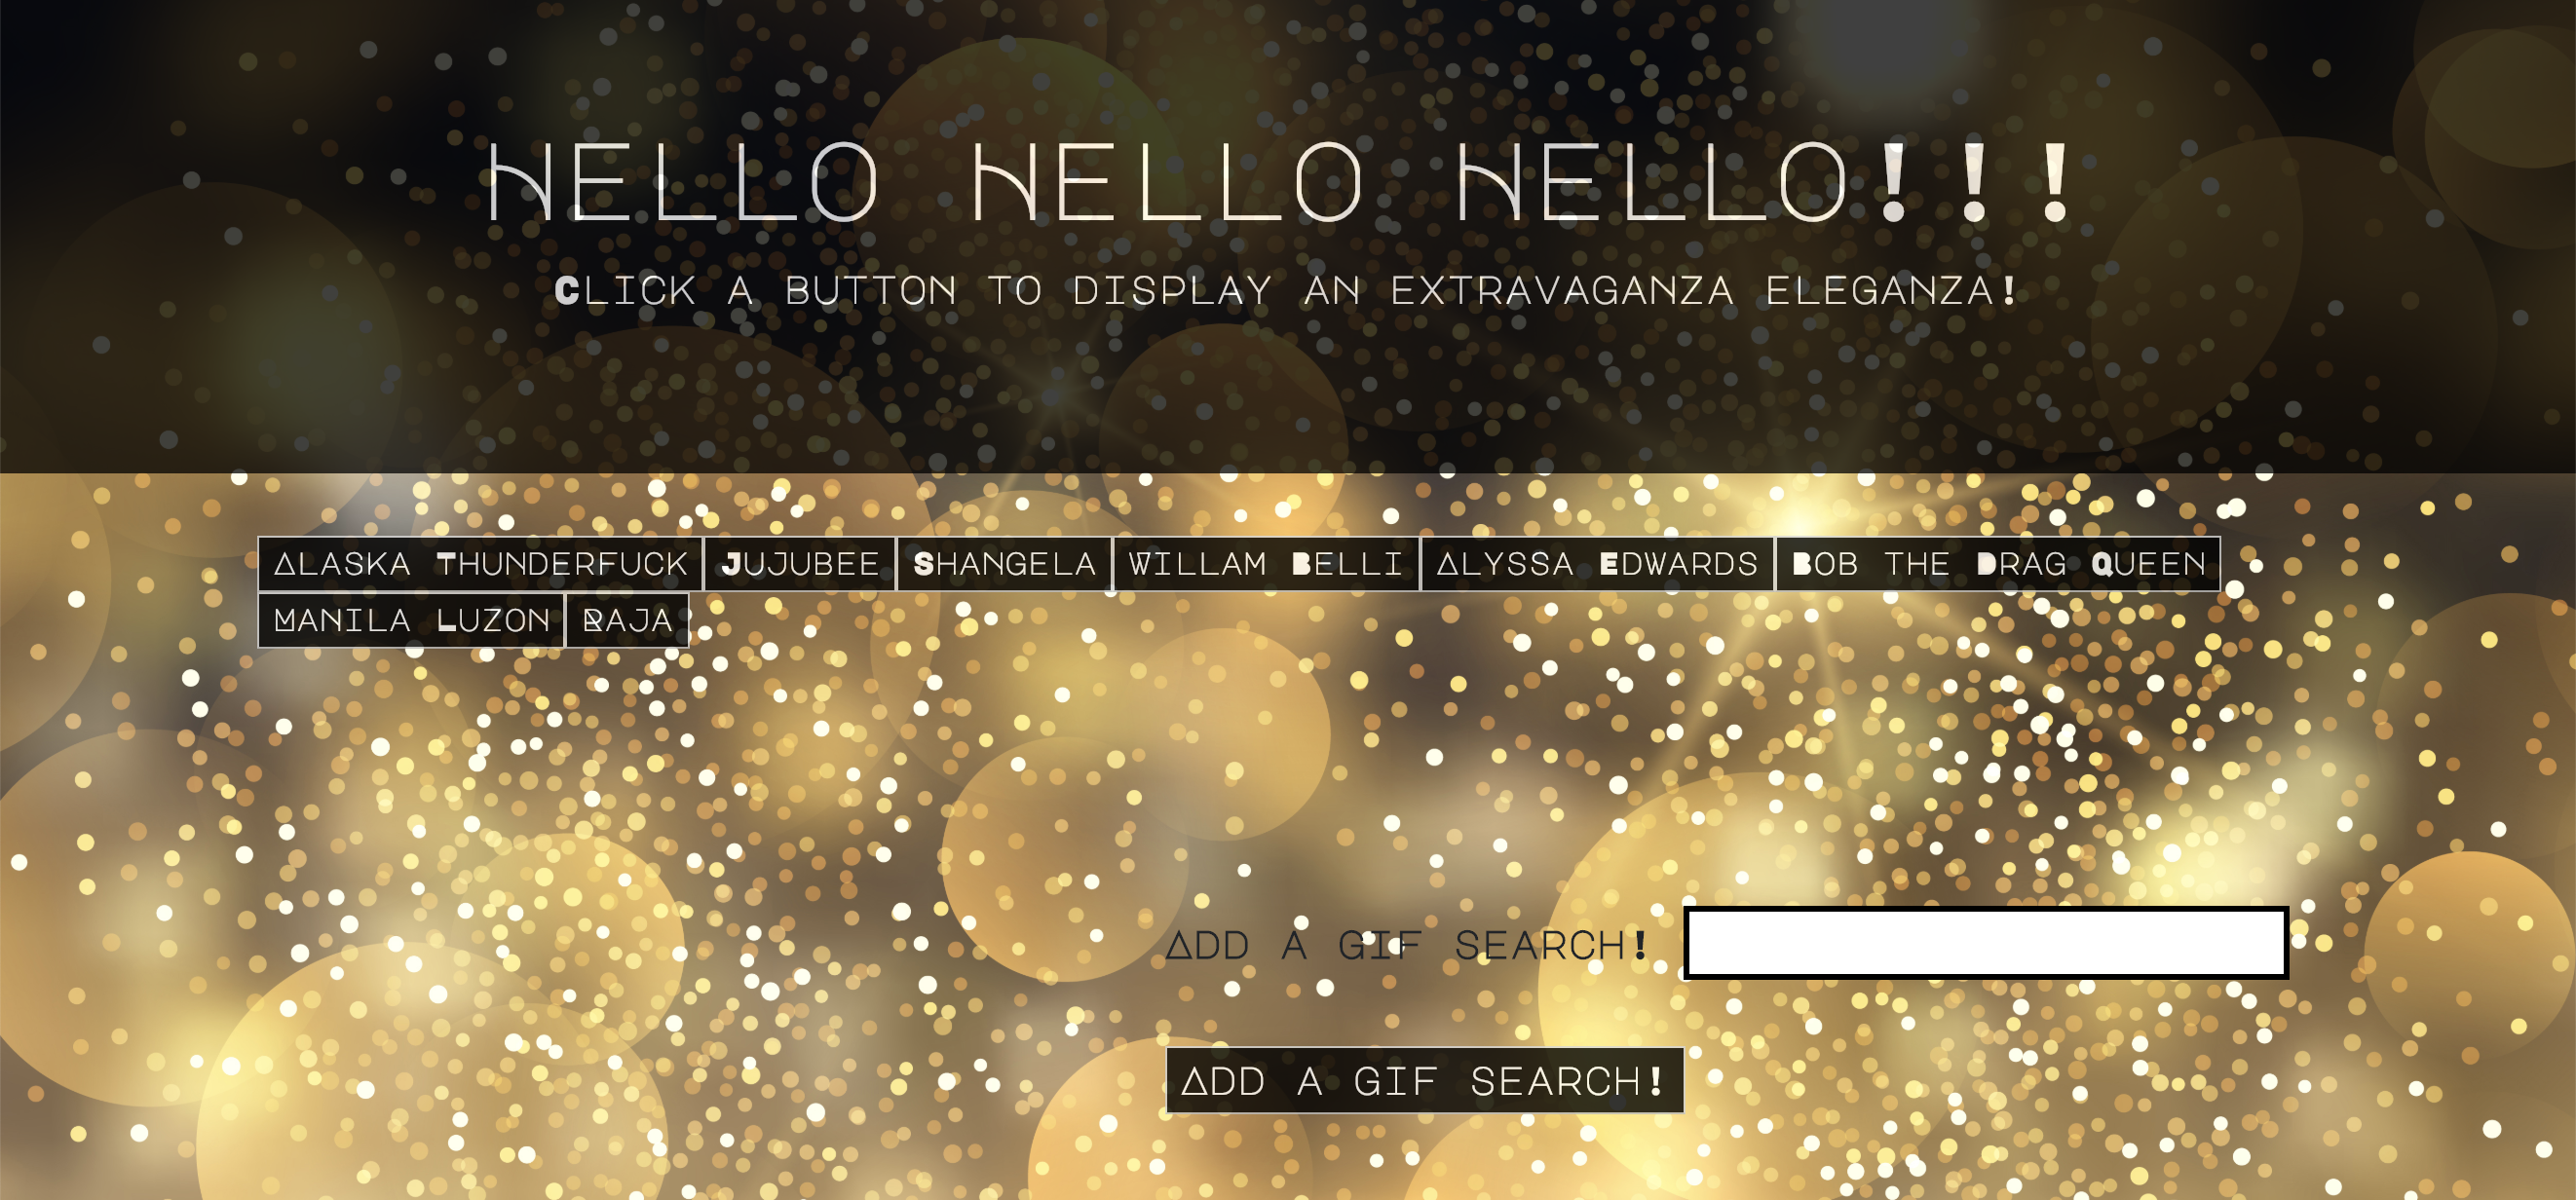 Hello Hello Hello!!!
Click a button to display an extravaganza eleganza!
Alaska Thunderfuck Jujubee Shangela Willam Belli Alyssa Edwards Bob the Drag Queen
Manila Luzon Raja
Add a GIF search!
Add a GIF search!